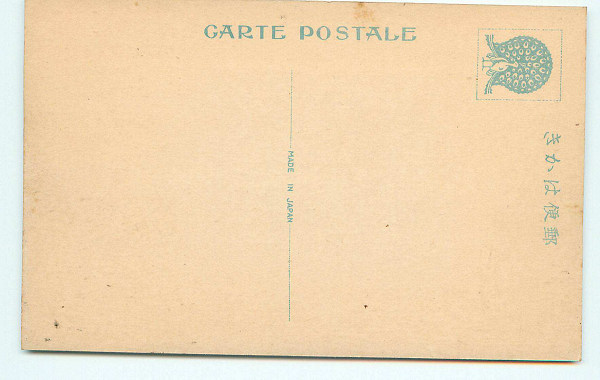 CARTE POSTALE
MADE IN JAPAN
郵便はかき